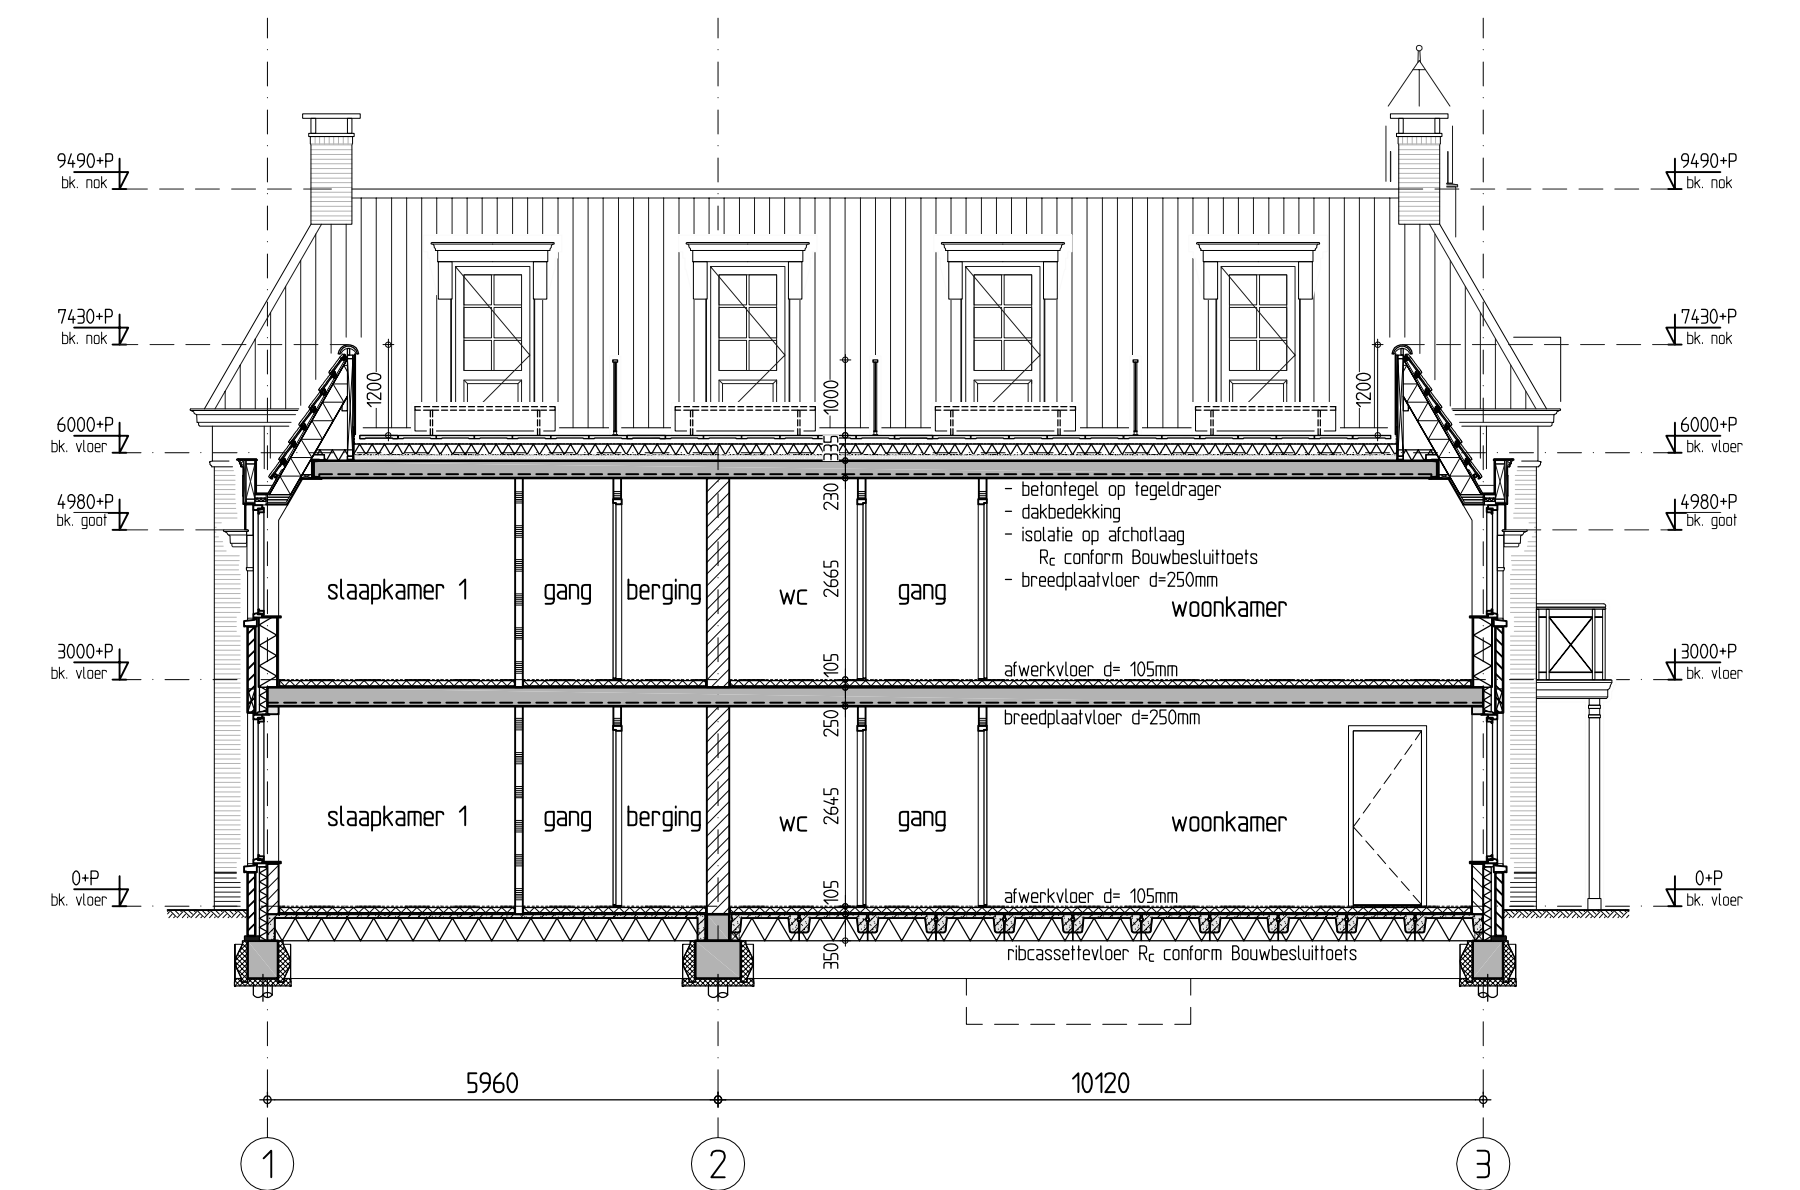 9490+P
bk. nok
9490+P
bk. nok
7430+P
bk. nok
7430+P
bk. nok
1200
1000
1200
6000+P
bk. vloer
6000+P
bk. vloer
335
4980+P
bk. goot
4980+P
bk. goot
230
- betontegel op tegeldrager
- dakbedekking
- isolatie op afchotlaag
Rc conform Bouwbesluittoets
- breedplaatvloer d=250mm
slaapkamer 1
gang
berging
wc
2665
gang
woonkamer
3000+P
bk. vloer
3000+P
bk. vloer
105
afwerkvloer d= 105mm
250
breedplaatvloer d=250mm
slaapkamer 1
gang
berging
wc
2645
gang
woonkamer
0+P
bk. vloer
0+P
bk. vloer
105
afwerkvloer d= 105mm
350
ribcassettevloer Rc conform Bouwbesluittoets
5960
10120
1
2
3